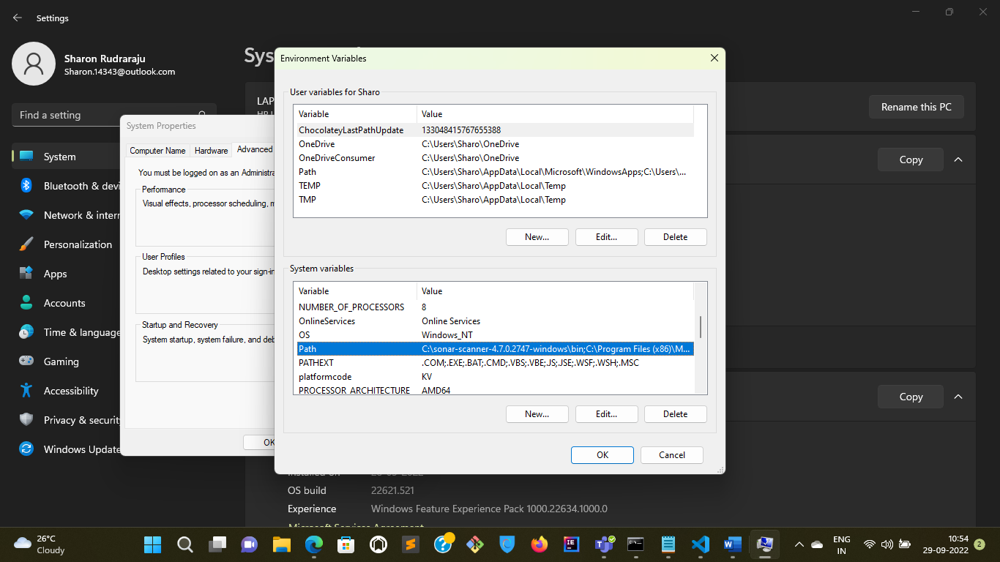 Settings
Sharon Rudraraju
Sharon.14343@outlook.com
Find a setting
System
Bluetooth & devi
Network & intern
Personalization
Apps
Accounts
Time & language
Gaming
Accessibility
Privacy & security
Windows Update
Sys
LAP
Rename this PC
Copy
Copy
System Properties
Computer Name
Hardware
Advanced
You must be logged on as an Administra
Performance
Visual effects, processor scheduling, m
User Profiles
Desktop settings related to your sign-in
Startup and Recovery
System startup, system failure, and deb
OK
Environment Variables
User variables for Sharo
Variable Value
ChocolateyLastPathUpdate 133048415767655388
OneDrive C:\Users\Sharo\OneDrive
OneDriveConsumer C:\Users\Sharo\OneDrive
Path C:\Users\Sharo\AppData\Local\Microsoft\WindowsApps;C:\Users\...
TEMP C:\Users\Sharo\AppData\Local\Temp
TMP C:\Users\Sharo\AppData\Local\Temp
New... Edit... Delete
System variables
Variable Value
NUMBER_OF_PROCESSORS 8
OnlineServices Online Services
OS Windows_NT
Path C:\sonar-scanner-4.7.0.2747-windows\bin;C:\Program Files (x86)\M...
PATHEXT .COM;.EXE;.BAT;.CMD;.VBS;.VBE;.JS;.JSE;.WSF;.WSH;.MSC
platformcode KV
PROCESSOR_ARCHITECTURE AMD64
New... Edit... Delete
OK Cancel
OS build 22621.521
Experience Windows Feature Experience Pack 1000.22634.1000.0
Microsoft Services Agreement
26°C
Cloudy
ENG
IN
10:54
29-09-2022
2